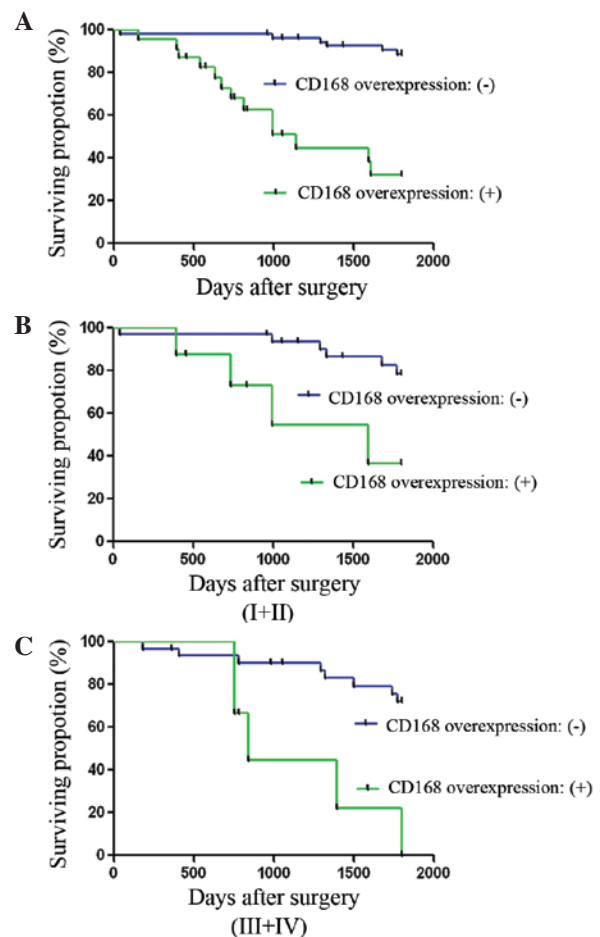 A
Surviving propotion (%)
100
80
60
40
20
0
CD168 overexpression: (-)
CD168 overexpression: (+)
0 500 1000 1500 2000
Days after surgery
B
Surviving propotion (%)
100
80
60
40
20
0
CD168 overexpression: (-)
CD168 overexpression: (+)
0 500 1000 1500 2000
Days after surgery
(I+II)
C
Surviving propotion (%)
100
80
60
40
20
0
CD168 overexpression: (-)
CD168 overexpression: (+)
0 500 1000 1500 2000
Days after surgery
(III+IV)